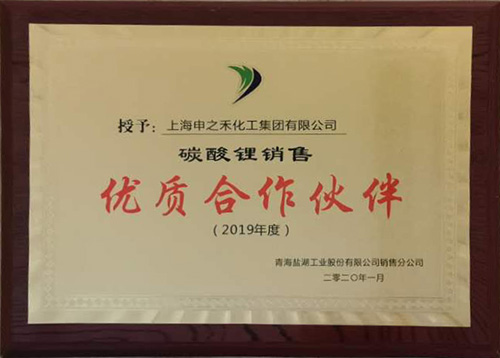 授予：上海申之禾化工集团有限公司
碳酸锂销售
优质合作伙伴
（2019年度）
青海盐湖工业股份有限公司销售分公司
二零二〇年一月